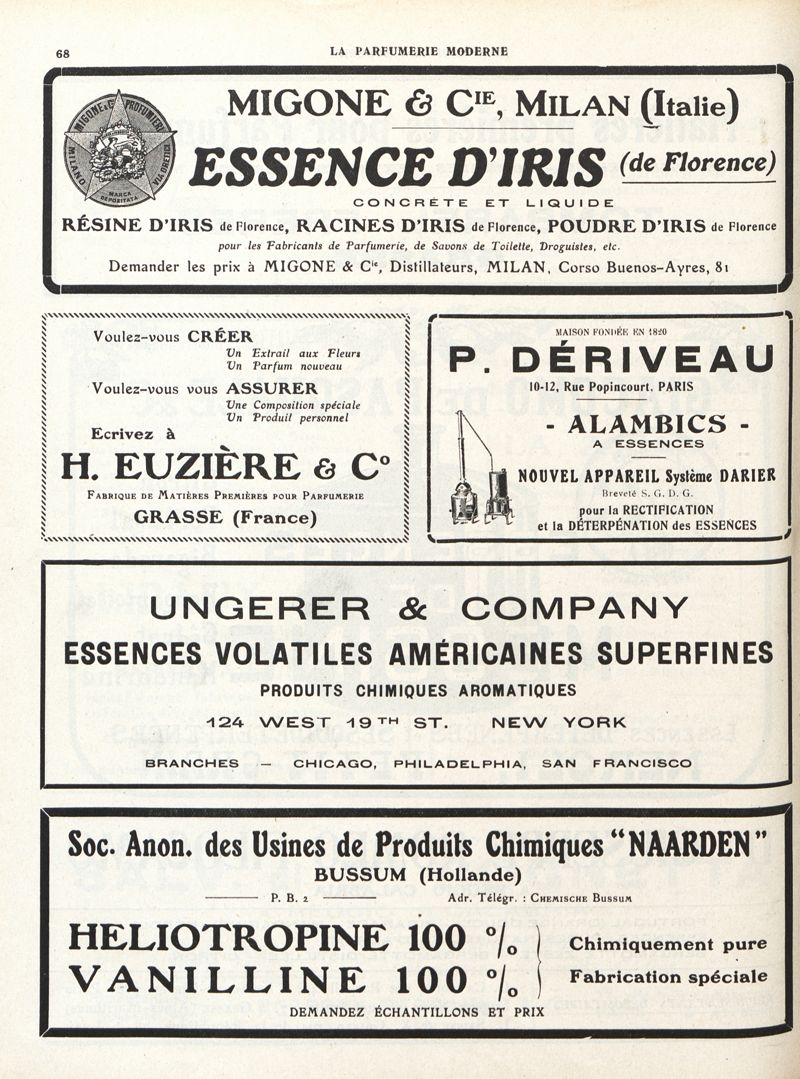 68
LA PARFUMERIE MODERNE
MIGONE & C PROFUMIERI
MILANO
VIA OREFICI
MARCA
DEPOSITATA
MIGONE & CIE, MILAN (Italie)
ESSENCE D'IRIS (de Florence)
CONCRÈTE ET LIQUIDE
RÉSINE D'IRIS de Florence, RACINES D'IRIS de Florence, POUDRE D'IRIS de Florence
pour les Fabricants de Parfumerie, de Savons de Toilette, Droguistes, etc.
Demander les prix à MIGONE & Cie, Distillateurs, MILAN, Corso Buenos-Ayres, 81
Voulez-vous CRÉER
Un Extrait aux Fleurs
Un Parfum nouveau
Voulez-vous vous ASSURER
Une Composition spéciale
Un Produit personnel
Ecrivez à
H. EUZIÈRE & Co
FABRIQUE DE MATIÈRES PREMIÈRES POUR PARFUMERIE
GRASSE (France)
MAISON FONDÉE EN 1820
P. DÉRIVEAU
10-12, Rue Popincourt, PARIS
- ALAMBICS -
A ESSENCES
NOUVEL APPAREIL Système DARIER
Breveté S. G. D. G.
pour la RECTIFICATION
et la DÉTERPÉNATION des ESSENCES
UNGERER & COMPANY
ESSENCES VOLATILES AMÉRICAINES SUPERFINES
PRODUITS CHIMIQUES AROMATIQUES
124 WEST 19TH ST. NEW YORK
BRANCHES — CHICAGO, PHILADELPHIA, SAN FRANCISCO
Soc. Anon. des Usines de Produits Chimiques "NAARDEN"
BUSSUM (Hollande)
P. B. 2 Adr. Télégr. : CHEMISCHE BUSSUM
HELIOTROPINE 100 % Chimiquement pure
VANILLINE 100 % Fabrication spéciale
DEMANDEZ ÉCHANTILLONS ET PRIX